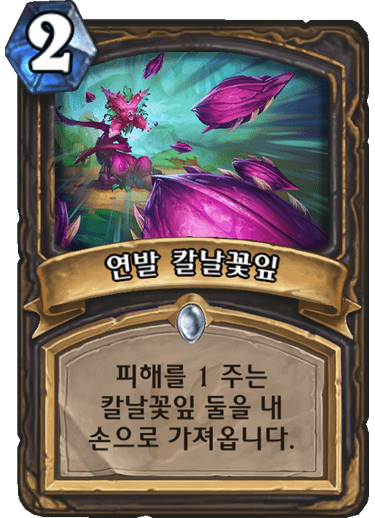 2
연발 칼날꽃잎
피해를 1 주는
칼날꽃잎 둘을 내
손으로 가져옵니다.